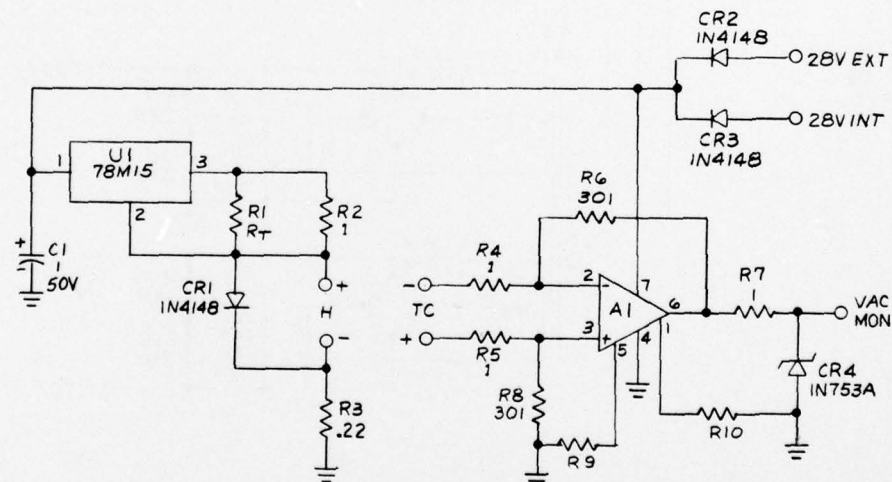 CR2
1N4148
28V EXT
28V INT
CR3
1N4148
1
U1
78M15
3
2
R1
RT
R2
1
R6
301
+
C1
1
50V
-
CR1
1N4148
+
H
-
R3
.22
-
TC
+
R4
1
R5
1
2
-
7
A1
6
3
+
5
4
1
R7
1
VAC
MON
CR4
1N753A
R8
301
R9
R10